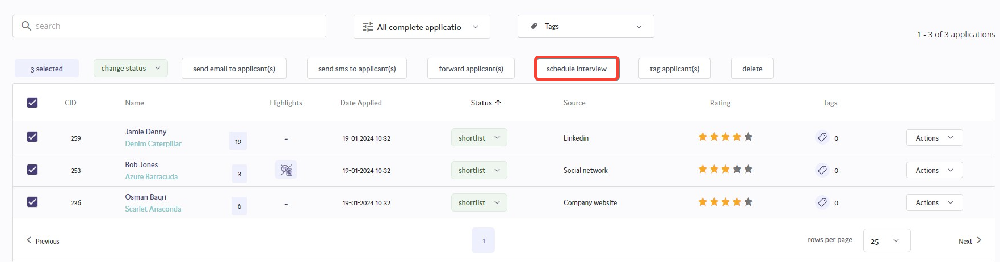 search
All complete applicatio
Tags
1 - 3 of 3 applications
3 selected
change status
send email to applicant(s)
send sms to applicant(s)
forward applicant(s)
schedule interview
tag applicant(s)
delete
CID Name Highlights Date Applied Status Source Rating Tags
259 Jamie Denny 19 - 19-01-2024 10:32 shortlist Linkedin 0 Actions
Denim Caterpillar
253 Bob Jones 3 19-01-2024 10:32 shortlist Social network 0 Actions
Azure Barracuda
236 Osman Baqri 6 - 19-01-2024 10:32 shortlist Company website 0 Actions
Scarlet Anaconda
Previous 1 rows per page 25 Next